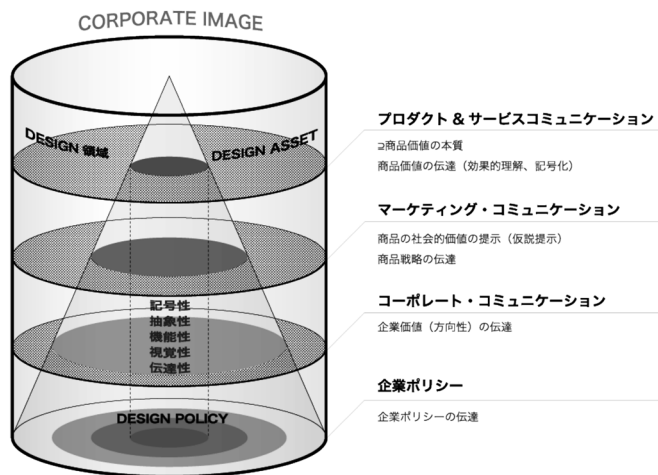 CORPORATE IMAGE
DESIGN 領域
DESIGN ASSET
記号性
抽象性
機能性
視覚性
伝達性
DESIGN POLICY
プロダクト & サービスコミュニケーション
⊇商品価値の本質
商品価値の伝達（効果的理解、記号化）
マーケティング・コミュニケーション
商品の社会的価値の提示（仮説提示）
商品戦略の伝達
コーポレート・コミュニケーション
企業価値（方向性）の伝達
企業ポリシー
企業ポリシーの伝達